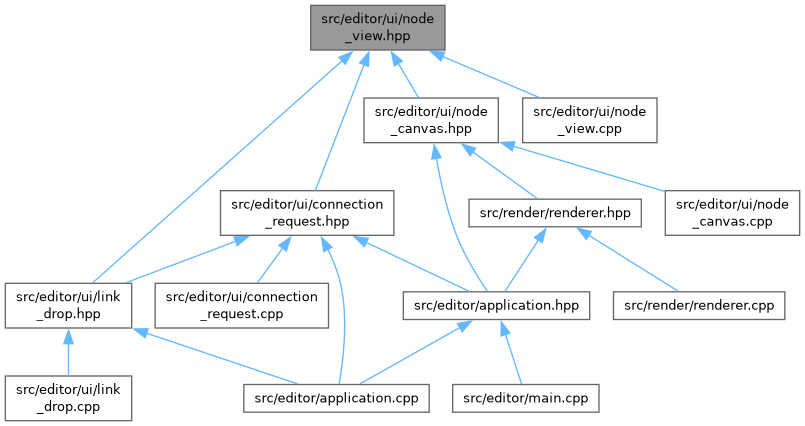 src/editor/ui/node
_view.hpp
src/editor/ui/node
_canvas.hpp
src/editor/ui/node
_view.cpp
src/editor/ui/connection
_request.hpp
src/render/renderer.hpp
src/editor/ui/node
_canvas.cpp
src/editor/ui/link
_drop.hpp
src/editor/ui/connection
_request.cpp
src/editor/application.hpp
src/render/renderer.cpp
src/editor/ui/link
_drop.cpp
src/editor/application.cpp
src/editor/main.cpp